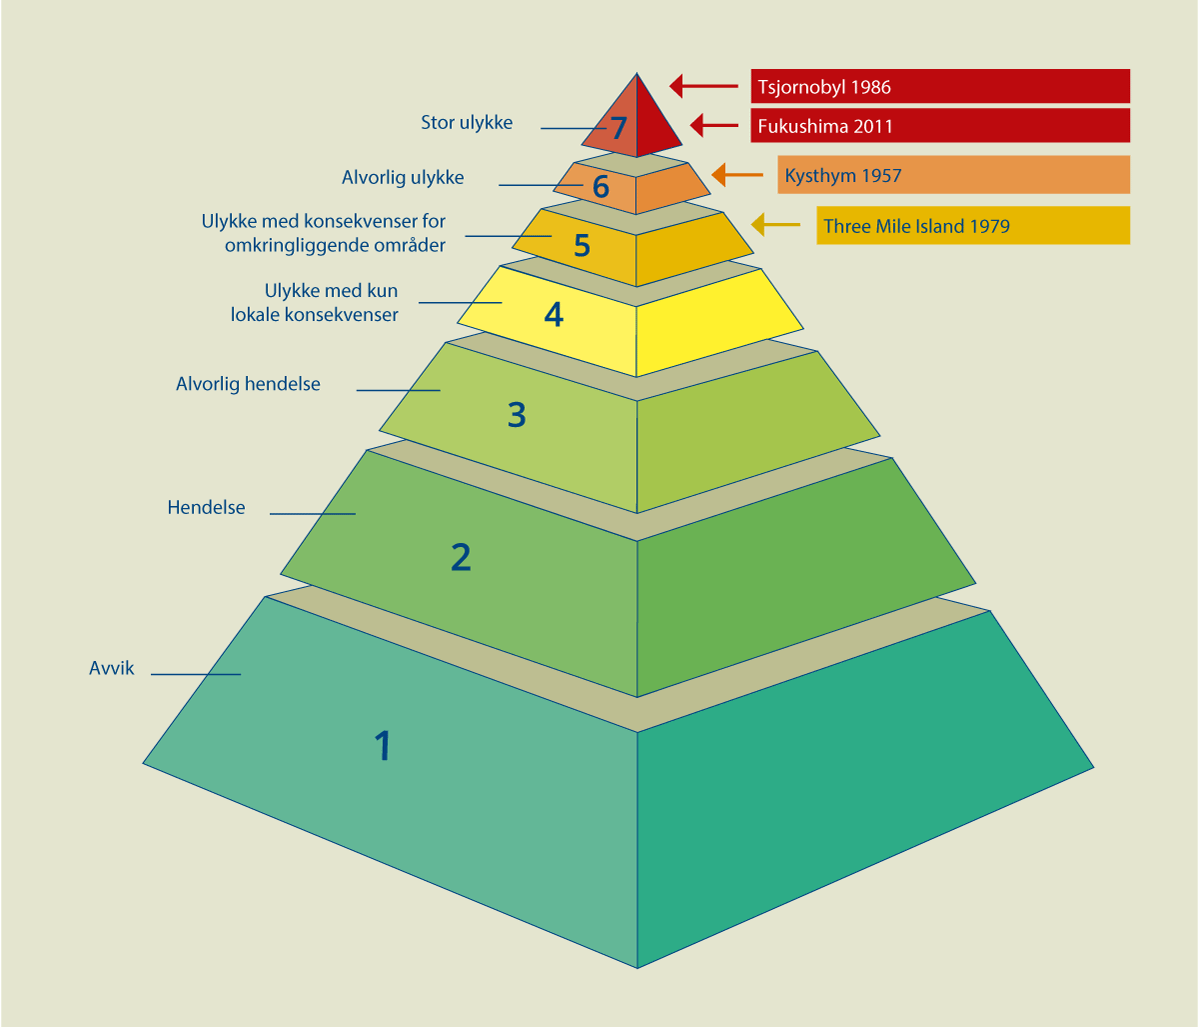 Tsjornobyl 1986
Stor ulykke
7
Fukushima 2011
Alvorlig ulykke
6
Kysthym 1957
Ulykke med konsekvenser for
omkringliggende områder
5
Three Mile Island 1979
Ulykke med kun
lokale konsekvenser
4
Alvorlig hendelse
3
Hendelse
2
Avvik
1